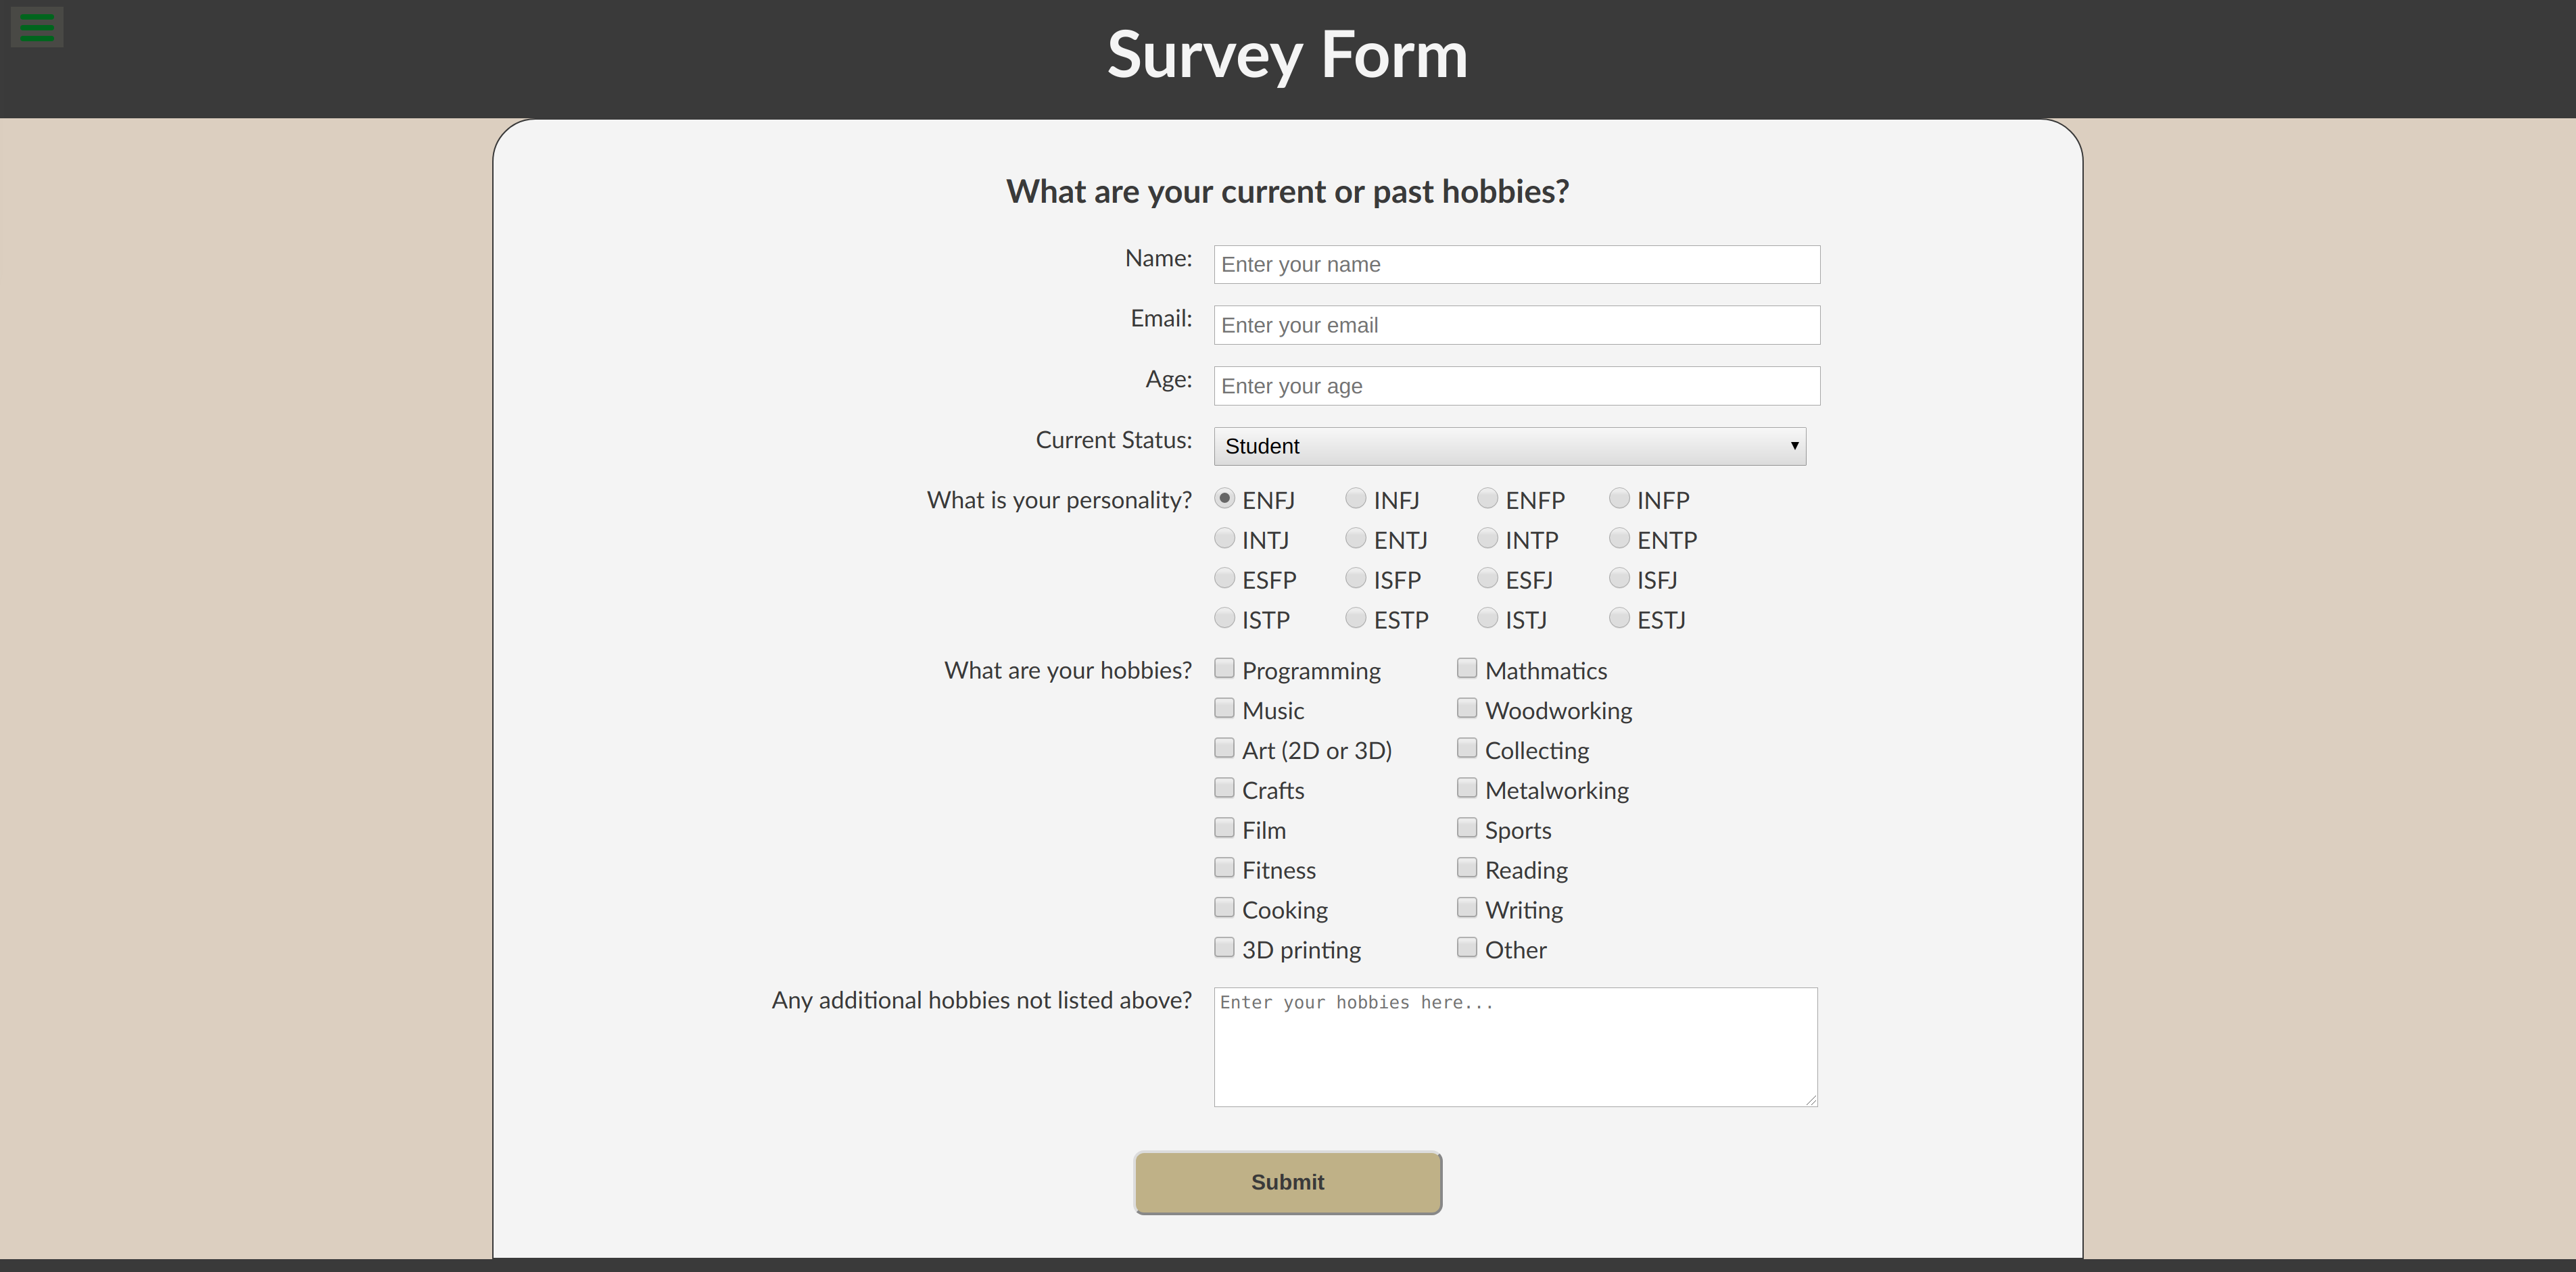 Survey Form
What are your current or past hobbies?
Name: Enter your name
Email: Enter your email
Age: Enter your age
Current Status: Student
What is your personality? ENFJ INFJ ENFP INFP
INTJ ENTJ INTP ENTP
ESFP ISFP ESFJ ISFJ
ISTP ESTP ISTJ ESTJ
What are your hobbies? Programming Mathmatics
Music Woodworking
Art (2D or 3D) Collecting
Crafts Metalworking
Film Sports
Fitness Reading
Cooking Writing
3D printing Other
Any additional hobbies not listed above? Enter your hobbies here...
Submit